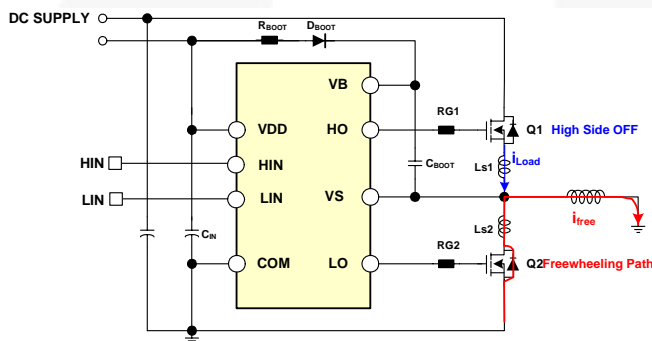 DC SUPPLY
RBOOT
DBOOT
VB
RG1
VDD
HO
Q1
High Side OFF
HIN
HIN
CBOOT
Ls1
iLoad
LIN
LIN
VS
ifree
CIN
Ls2
COM
LO
RG2
Q2
Freewheeling Path